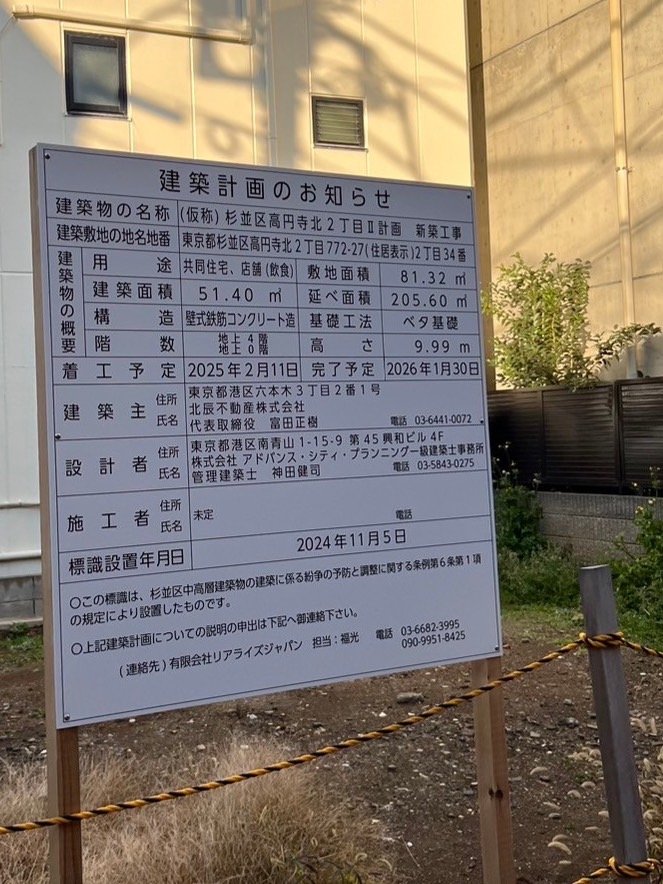 建築計画のお知らせ
建築物の名称 (仮称) 杉並区高円寺北2丁目Ⅱ計画 新築工事
建築敷地の地名地番 東京都杉並区高円寺北2丁目772-27(住居表示)2丁目34番
建築物の概要
用途 共同住宅、店舗(飲食) 敷地面積 81.32 ㎡
建築面積 51.40 ㎡ 延べ面積 205.60 ㎡
構造 壁式鉄筋コンクリート造 基礎工法 ベタ基礎
階数 地上 4 階 高さ 9.99 m
地上 0 階
着工予定 2025年2月11日 完了予定 2026年1月30日
建築主 住所 氏名
東京都港区六本木3丁目2番1号
北辰不動産株式会社
代表取締役 富田正樹 電話 03-6441-0072
設計者 住所 氏名
東京都港区南青山1-15-9 第45興和ビル4F
株式会社 アドバンス・シティ・プランニング一級建築士事務所
管理建築士 神田健司 電話 03-5843-0275
施工者 住所 氏名 未定 電話
標識設置年月日 2024年11月5日
○この標識は、杉並区中高層建築物の建築に係る紛争の予防と調整に関する条例第6条第1項
の規定により設置したものです。
○上記建築計画についての説明の申出は下記へ御連絡下さい。
(連絡先)有限会社リアライズジャパン 担当:福光 電話 03-6682-3995
090-9951-8425